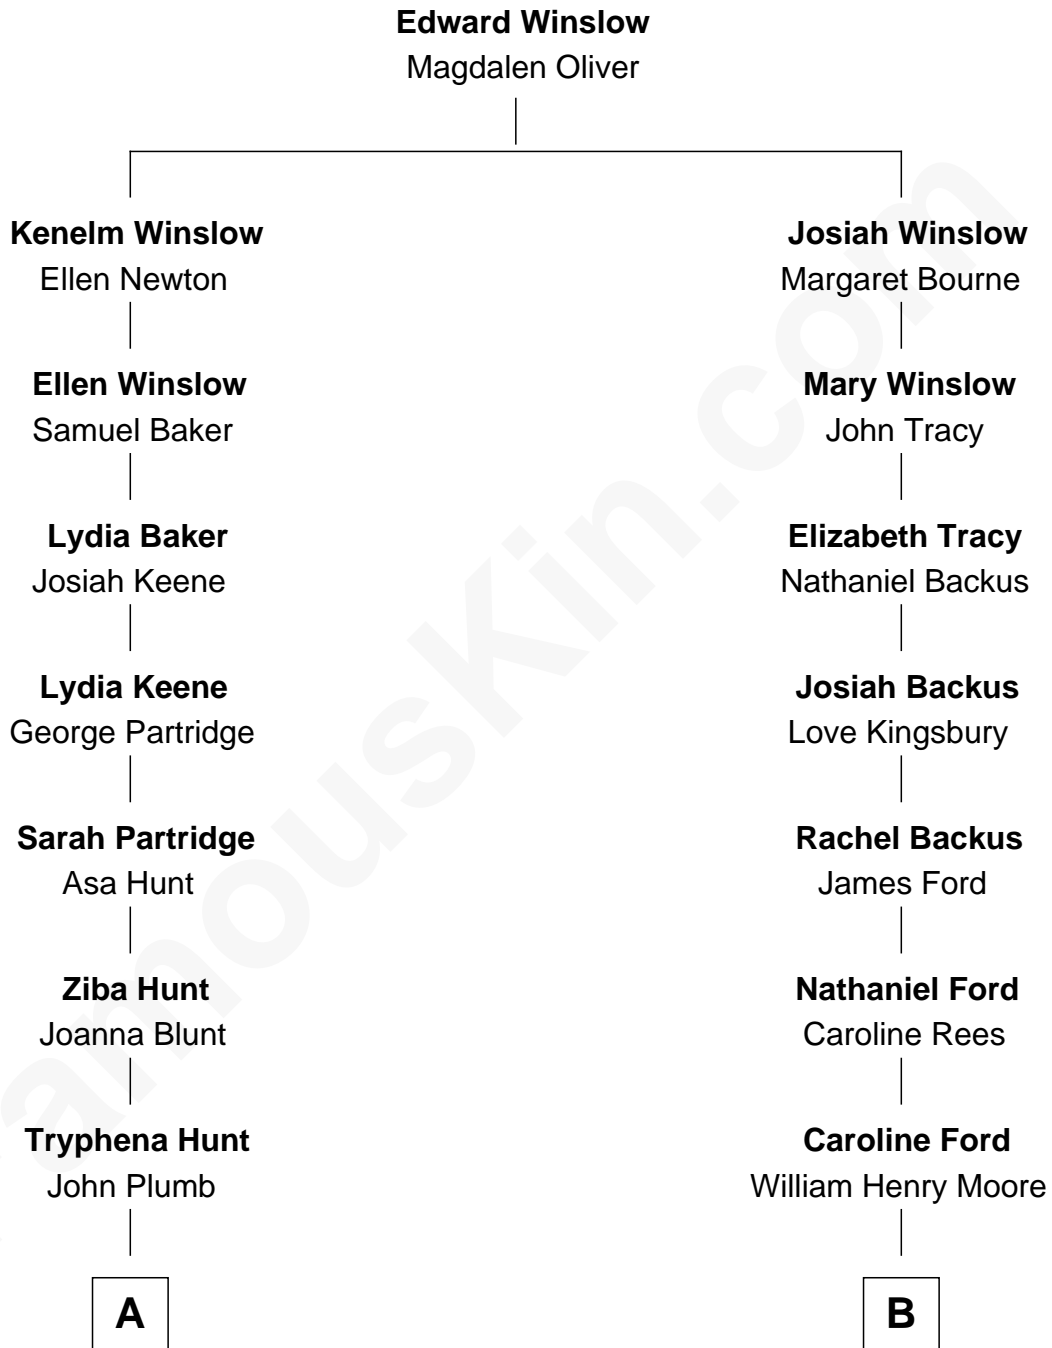 Edward Winslow
Magdalen Oliver
Kenelm Winslow
Ellen Newton
Ellen Winslow
Samuel Baker
Lydia Baker
Josiah Keene
Lydia Keene
George Partridge
Sarah Partridge
Asa Hunt
Ziba Hunt
Joanna Blunt
Tryphena Hunt
John Plumb
A
Josiah Winslow
Margaret Bourne
Mary Winslow
John Tracy
Elizabeth Tracy
Nathaniel Backus
Josiah Backus
Love Kingsbury
Rachel Backus
James Ford
Nathaniel Ford
Caroline Rees
Caroline Ford
William Henry Moore
B
amousKin.com